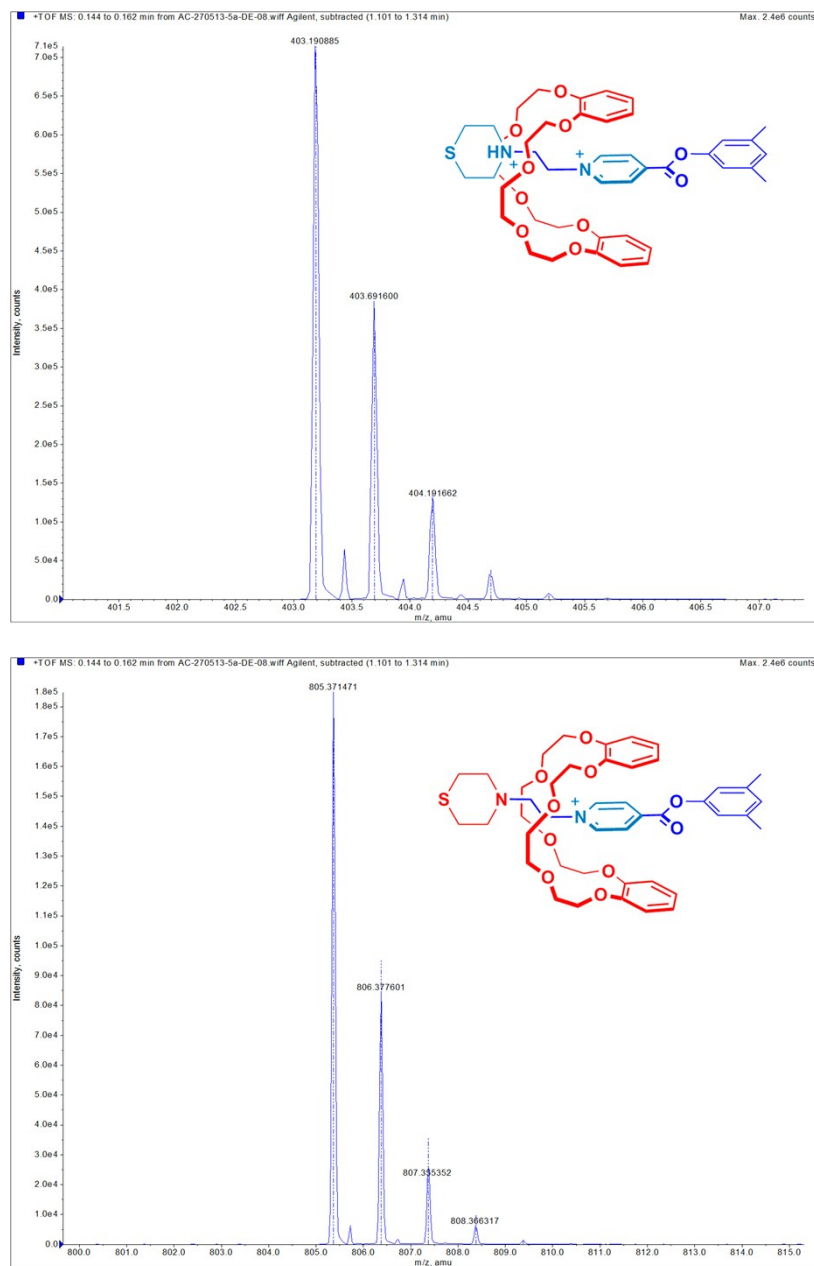 +TOF MS: 0.144 to 0.162 min from AC-270513-5a-DE-08.wiff Agilent, subtracted (1.101 to 1.314 min) Max. 2.4e6 counts
403.190885
7.1e5
7.0e5
6.5e5
6.0e5
5.5e5
5.0e5
4.5e5
4.0e5
3.5e5
3.0e5
2.5e5
2.0e5
1.5e5
1.0e5
5.0e4
0.0
Intensity, counts
403.691600
404.191662
401.5 402.0 402.5 403.0 403.5 404.0 404.5 405.0 405.5 406.0 406.5 407.0
m/z, amu
O
O
O
S
HN
+
O
N
+
O
O
O
O
O
O
+TOF MS: 0.144 to 0.162 min from AC-270513-5a-DE-08.wiff Agilent, subtracted (1.101 to 1.314 min) Max. 2.4e6 counts
805.371471
1.8e5
1.7e5
1.6e5
1.5e5
1.4e5
1.3e5
1.2e5
1.1e5
1.0e5
9.0e4
8.0e4
7.0e4
6.0e4
5.0e4
4.0e4
3.0e4
2.0e4
1.0e4
0.0
Intensity, counts
806.377601
807.355352
808.366317
800.0 801.0 802.0 803.0 804.0 805.0 806.0 807.0 808.0 809.0 810.0 811.0 812.0 813.0 814.0 815.0
m/z, amu
O
O
O
S
N
O
N
+
O
O
O
O
O
O